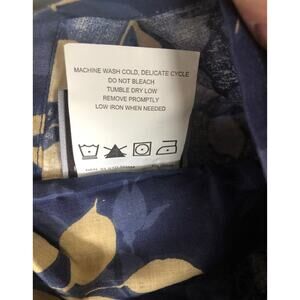 MACHINE WASH COLD, DELICATE CYCLE
DO NOT BLEACH
TUMBLE DRY LOW
REMOVE PROMPTLY
LOW IRON WHEN NEEDED